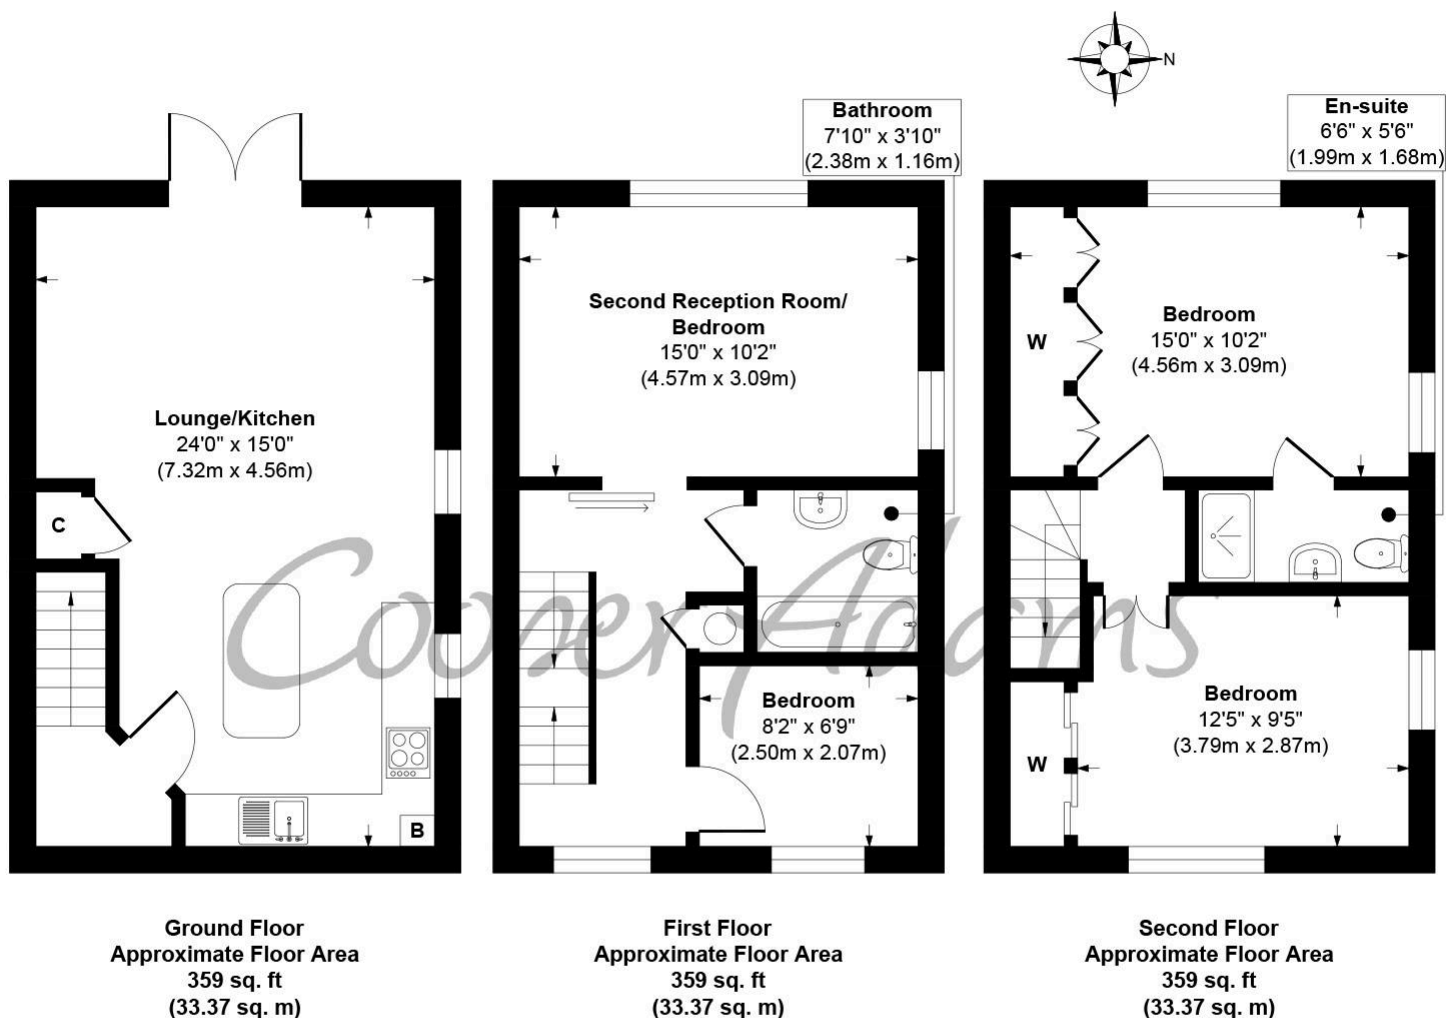 N
Bathroom
7'10" x 3'10"
(2.38m x 1.16m)
En-suite
6'6" x 5'6"
(1.99m x 1.68m)
Lounge/Kitchen
24'0" x 15'0"
(7.32m x 4.56m)
C
B
Second Reception Room/
Bedroom
15'0" x 10'2"
(4.57m x 3.09m)
Bedroom
8'2" x 6'9"
(2.50m x 2.07m)
W
Bedroom
15'0" x 10'2"
(4.56m x 3.09m)
W
Bedroom
12'5" x 9'5"
(3.79m x 2.87m)
Cooper Adams
Ground Floor
Approximate Floor Area
359 sq. ft
(33.37 sq. m)
First Floor
Approximate Floor Area
359 sq. ft
(33.37 sq. m)
Second Floor
Approximate Floor Area
359 sq. ft
(33.37 sq. m)